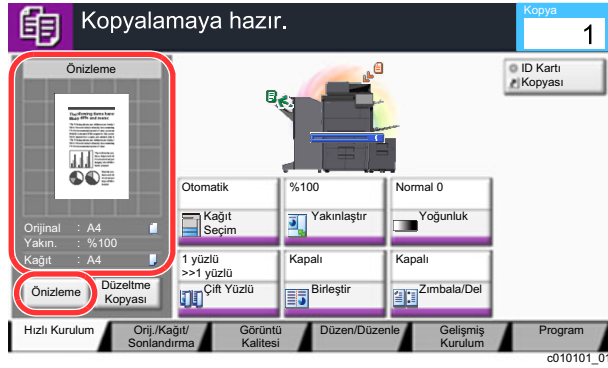 Kopyalamaya hazır.
Kopya
1
Önizleme
ID Kartı
Kopyası
Orijinal : A4
Yakın. : %100
Kağıt : A4
Önizleme
Düzeltme
Kopyası
Otomatik
Kağıt
Seçim
%100
Yakınlaştır
Normal 0
Yoğunluk
1 yüzlü
>>1 yüzlü
Çift Yüzlü
Kapalı
Birleştir
Kapalı
Zımbala/Del
Hızlı Kurulum
Orij./Kağıt/
Sonlandırma
Görüntü
Kalitesi
Düzen/Düzenle
Gelişmiş
Kurulum
Program
c010101_01